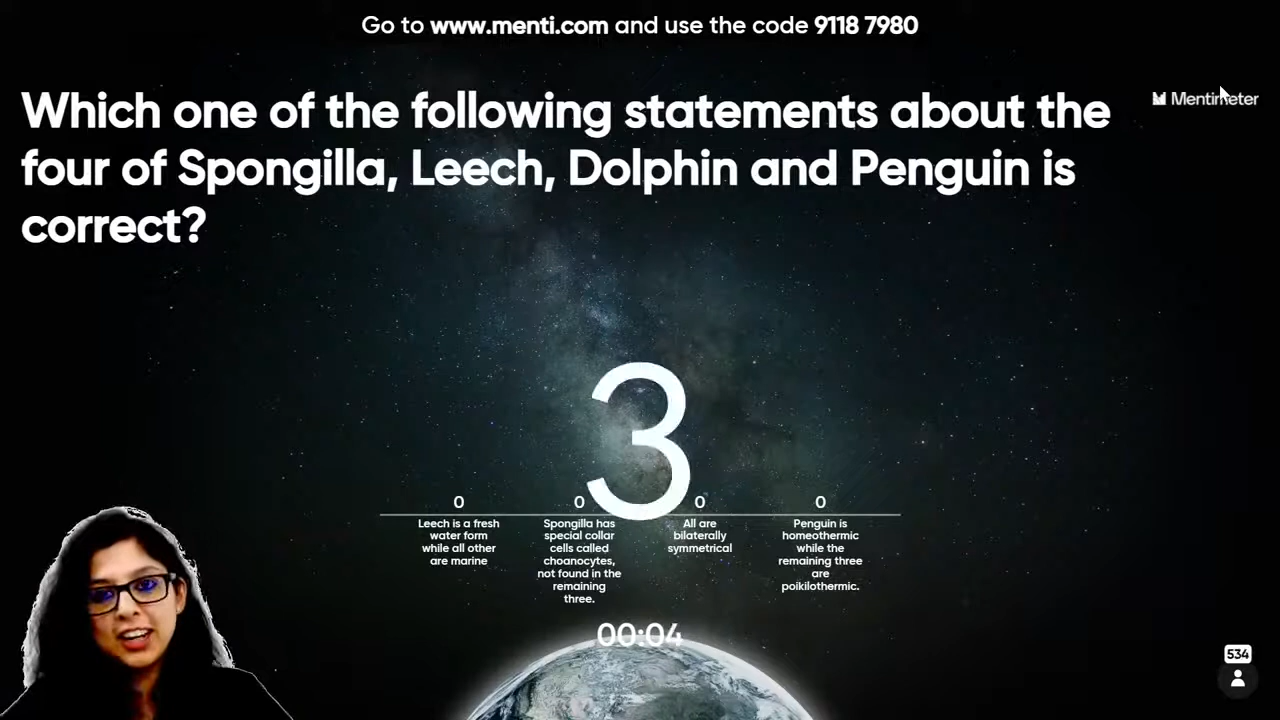 Go to www.menti.com and use the code 9118 7980
Which one of the following statements about the
Mentimeter
four of Spongilla, Leech, Dolphin and Penguin is
correct?
3
0
0
0
0
Leech is a fresh
water form
while all other
are marine
Spongilla has
special collar
cells called
choanocytes,
not found in the
remaining
three.
All are
bilaterally
symmetrical
Penguin is
homeothermic
while the
remaining three
are
poikilothermic.
00:04
534